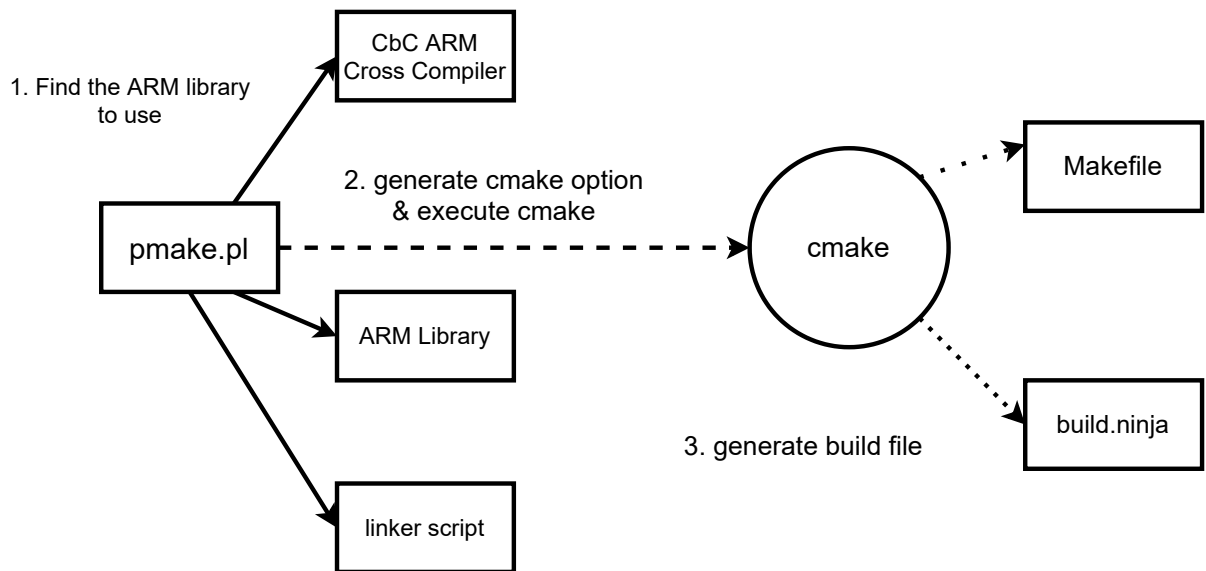 CbC ARM
Cross Compiler
1. Find the ARM library
to use
Makefile
2. generate cmake option
& execute cmake
pmake.pl
cmake
ARM Library
build.ninja
3. generate build file
linker script